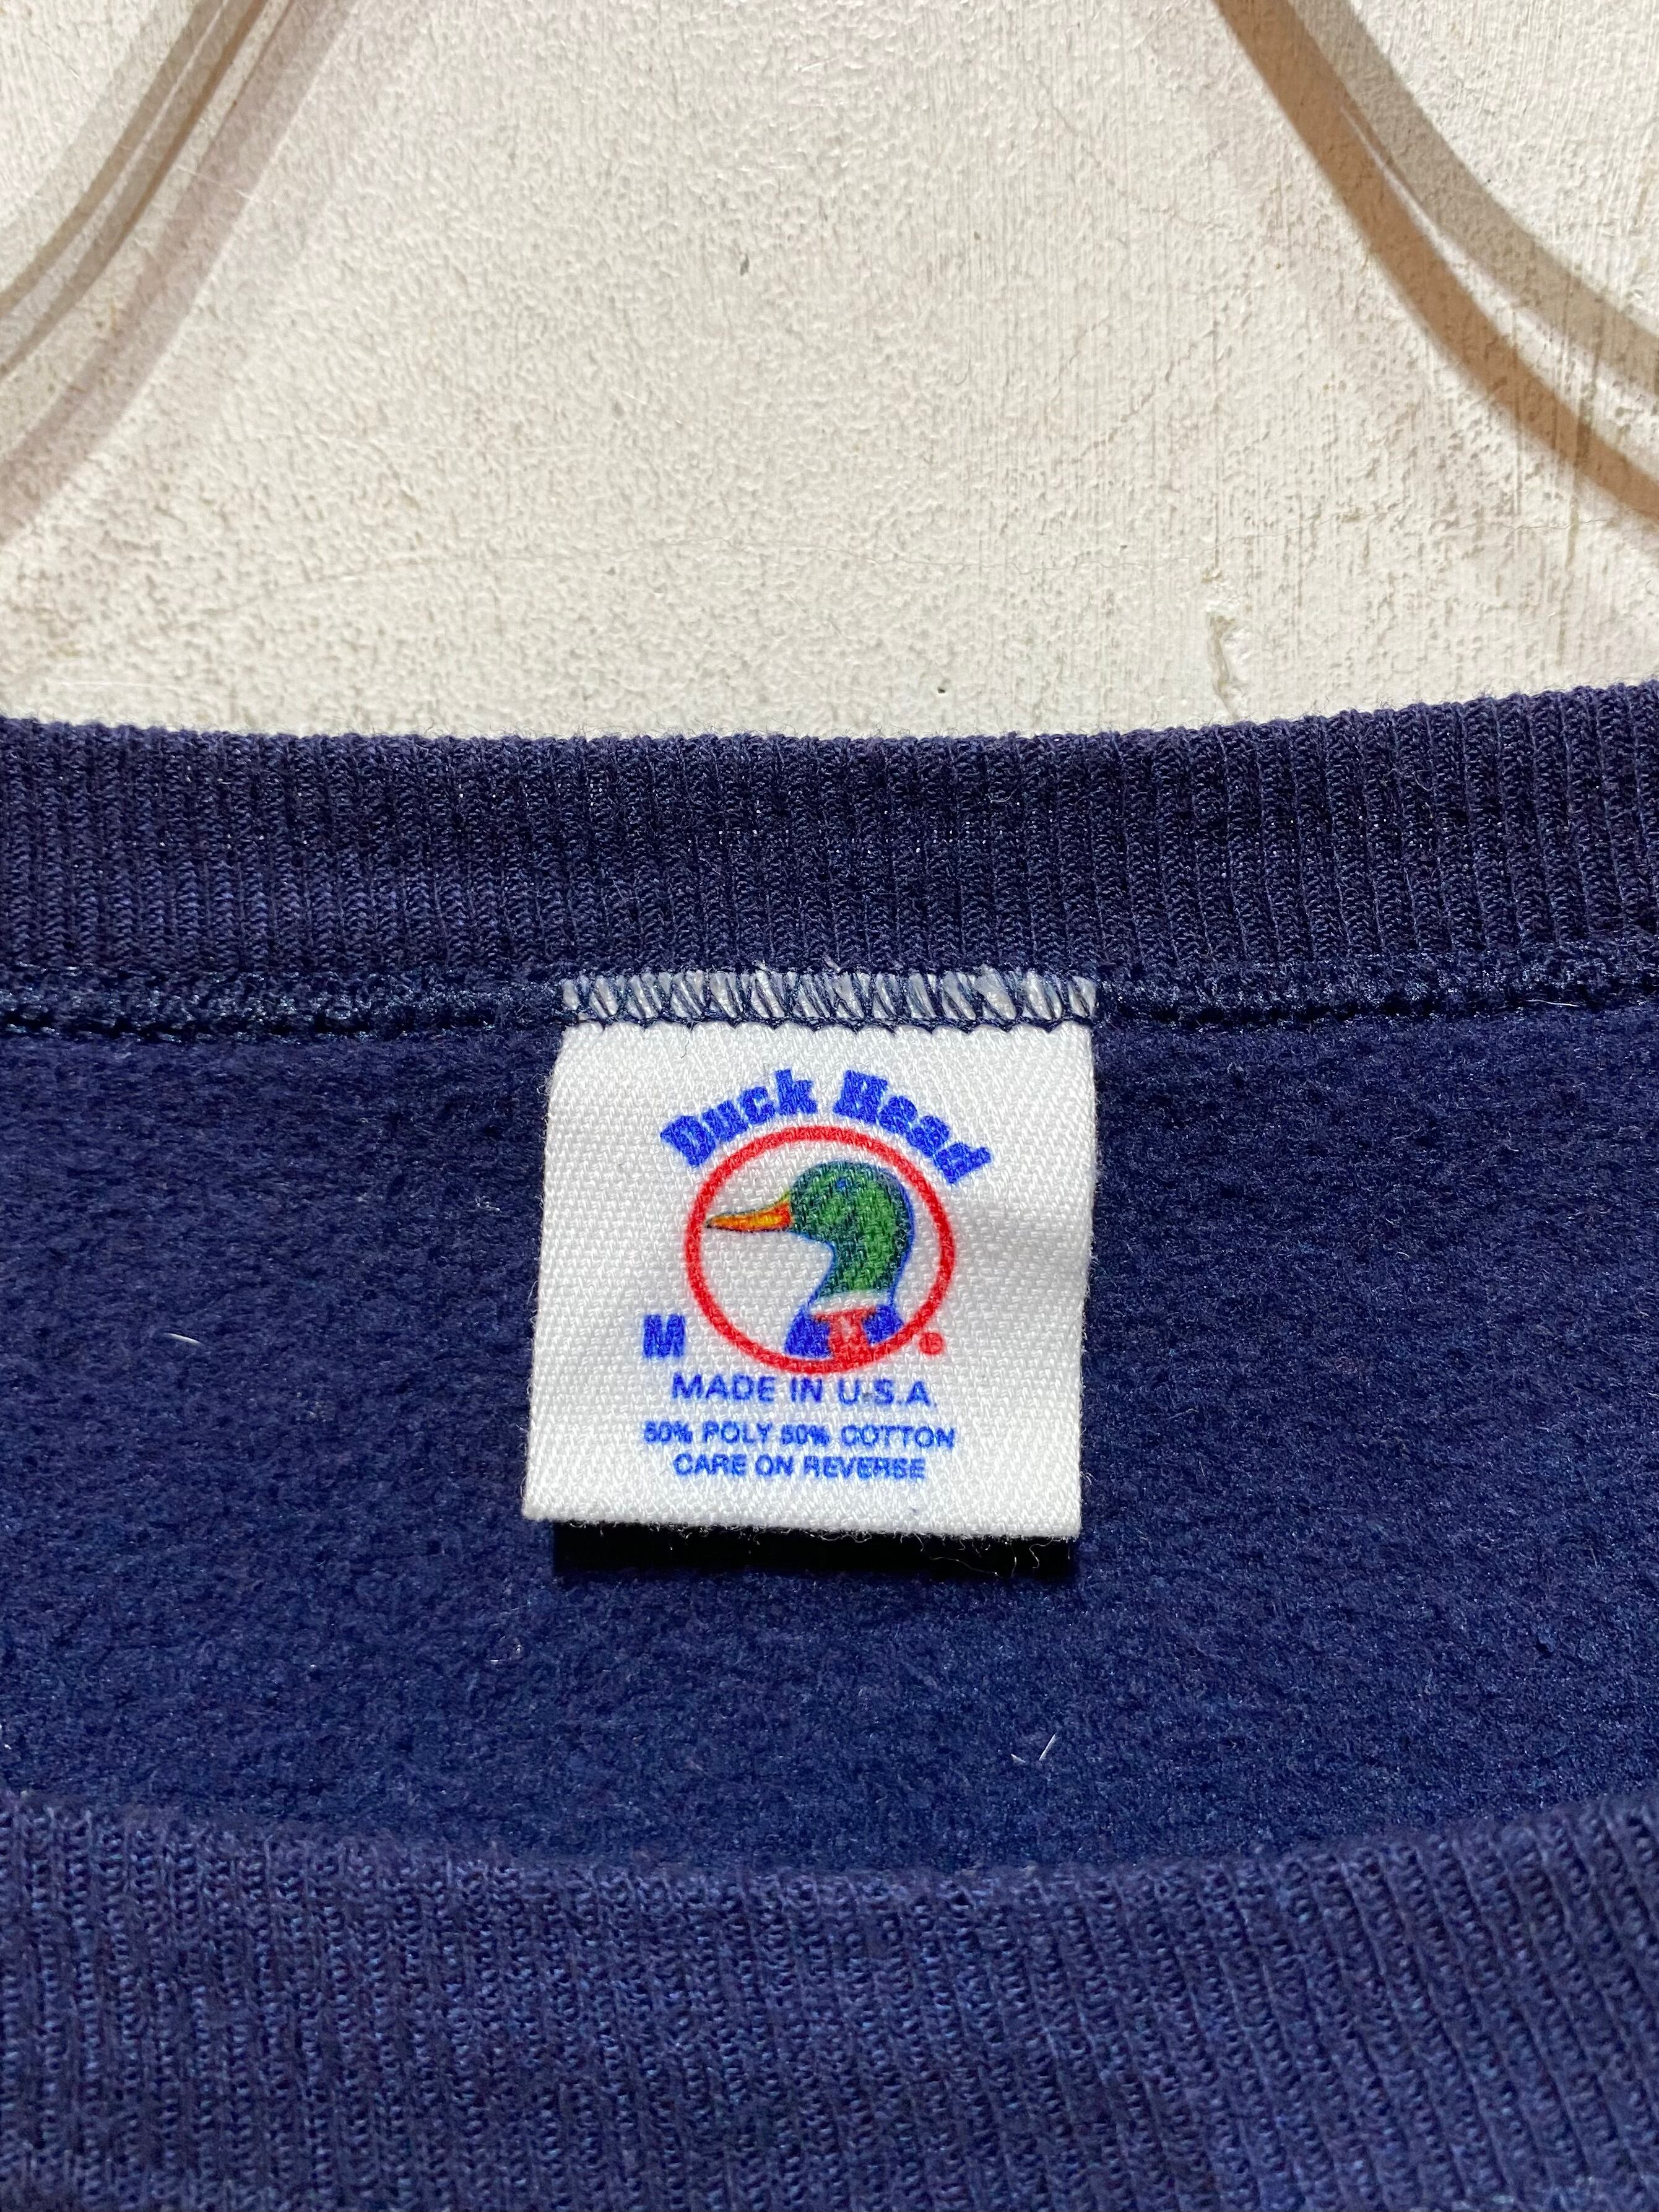 Duck Head
M ®
MADE IN U.S.A.
50% POLY 50% COTTON
CARE ON REVERSE